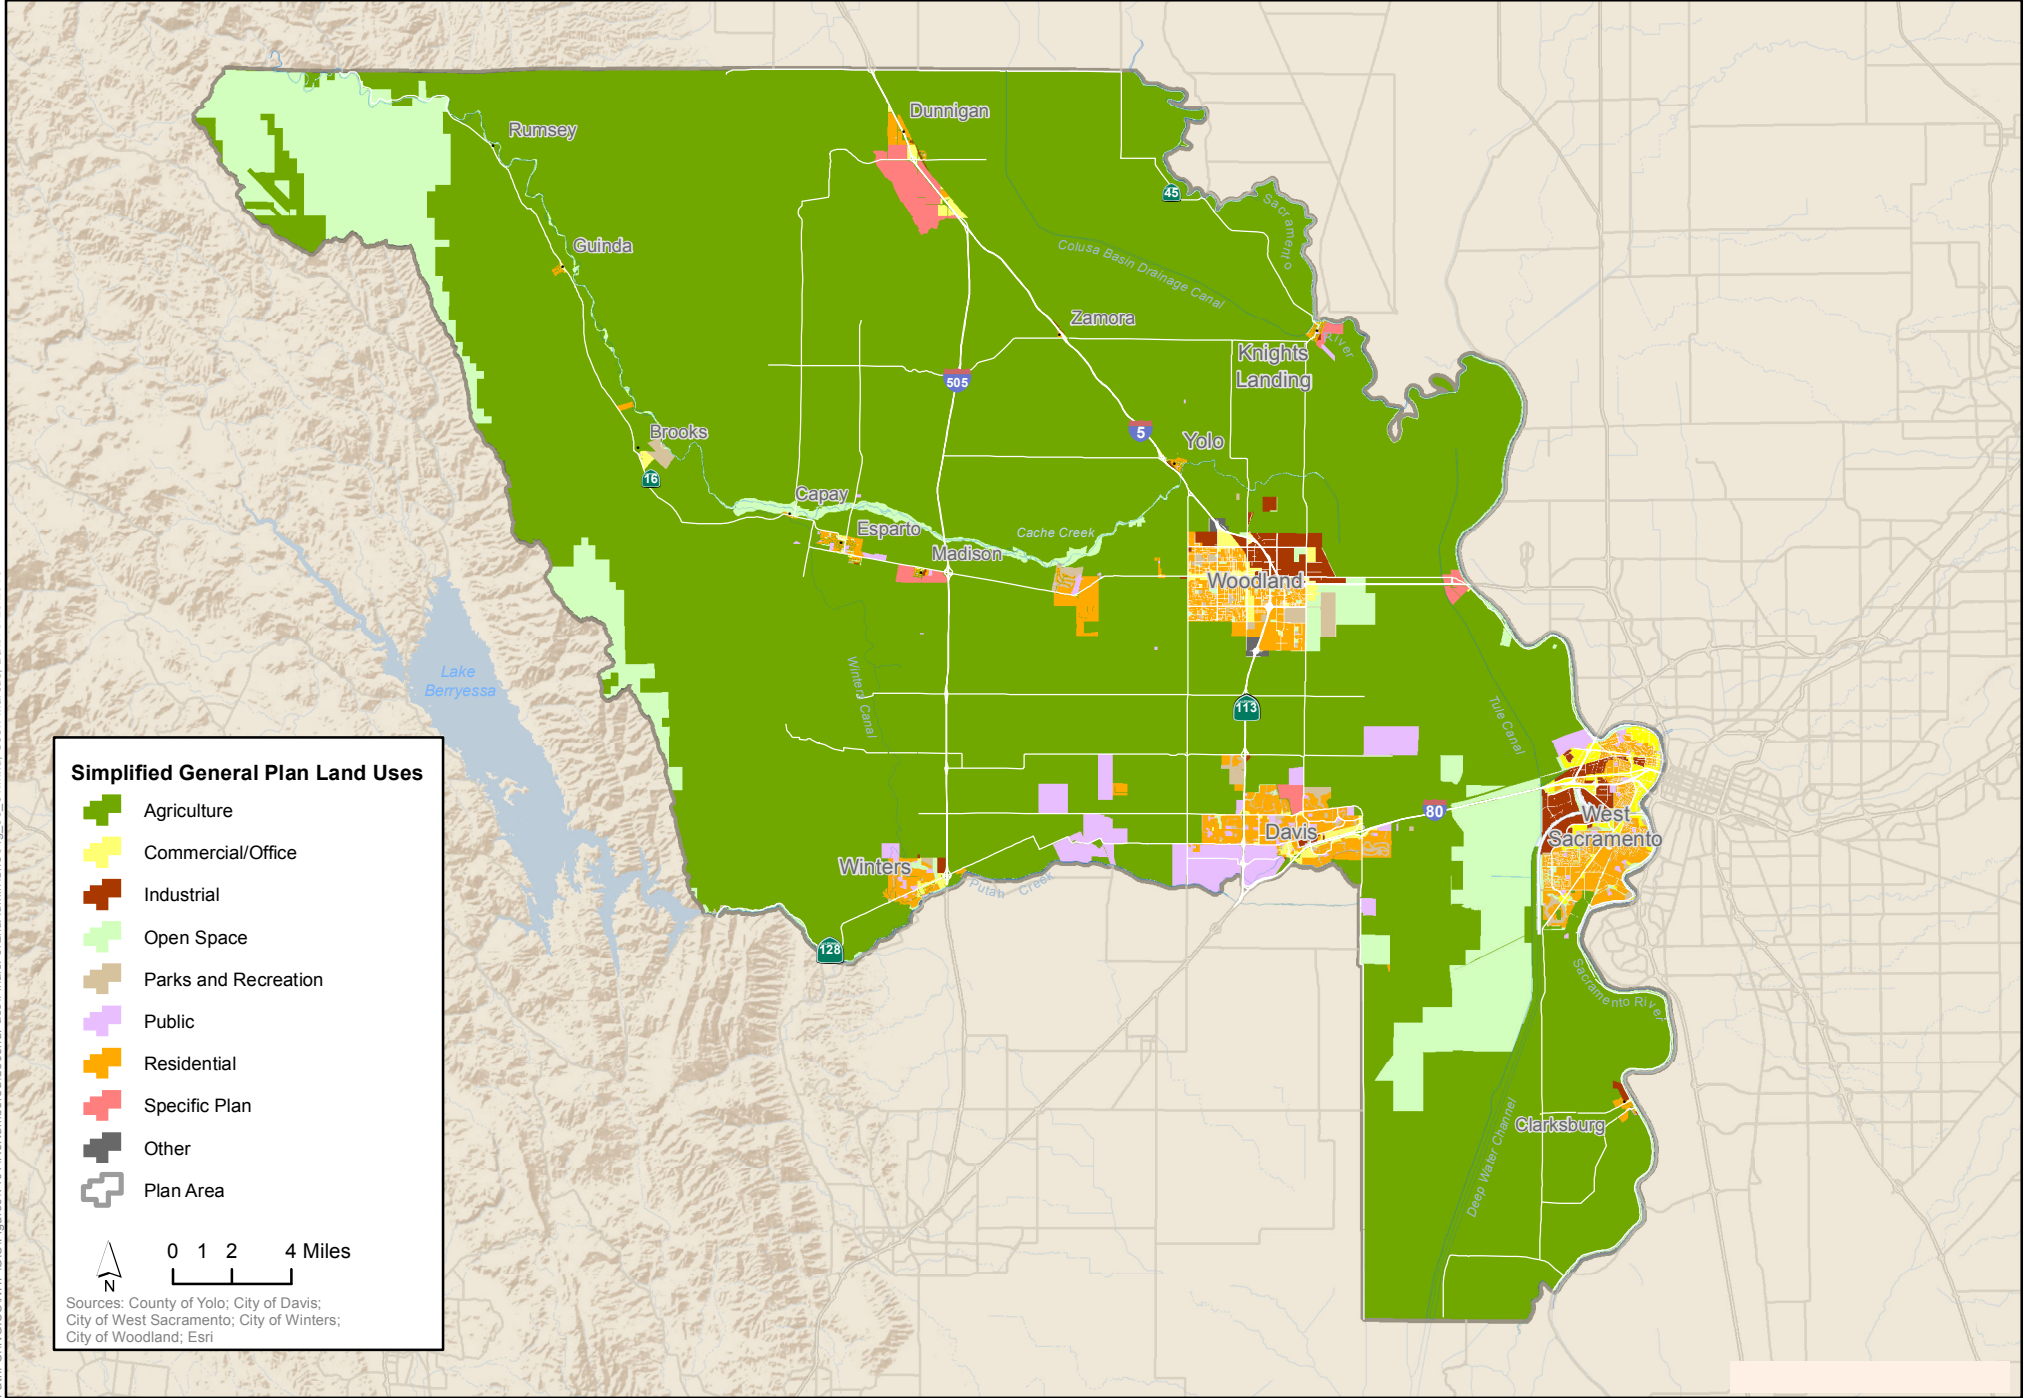 Dunnigan
Rumsey
45
Sacramento
River
Guinda
Colusa Basin Drainage Canal
Zamora
Knights
Landing
505
5
Brooks
Yolo
16
Capay
Esparto
Cache Creek
Madison
Woodland
Lake
Berryessa
Winters Canal
113
Tule Canal
80
West
Sacramento
Davis
Winters
Putah Creek
128
Sacramento River
Clarksburg
Deep Water Channel
Simplified General Plan Land Uses
Agriculture
Commercial/Office
Industrial
Open Space
Parks and Recreation
Public
Residential
Specific Plan
Other
Plan Area
N
0 1 2 4 Miles
Sources: County of Yolo; City of Davis;
City of West Sacramento; City of Winters;
City of Woodland; Esri